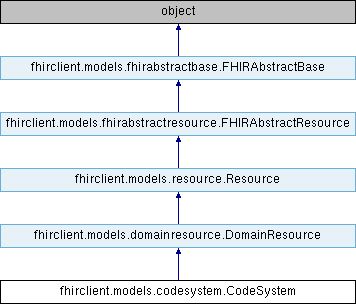 object
fhirclient.models.fhirabstractbase.FHIRAbstractBase
fhirclient.models.fhirabstractresource.FHIRAbstractResource
fhirclient.models.resource.Resource
fhirclient.models.domainresource.DomainResource
fhirclient.models.codesystem.CodeSystem